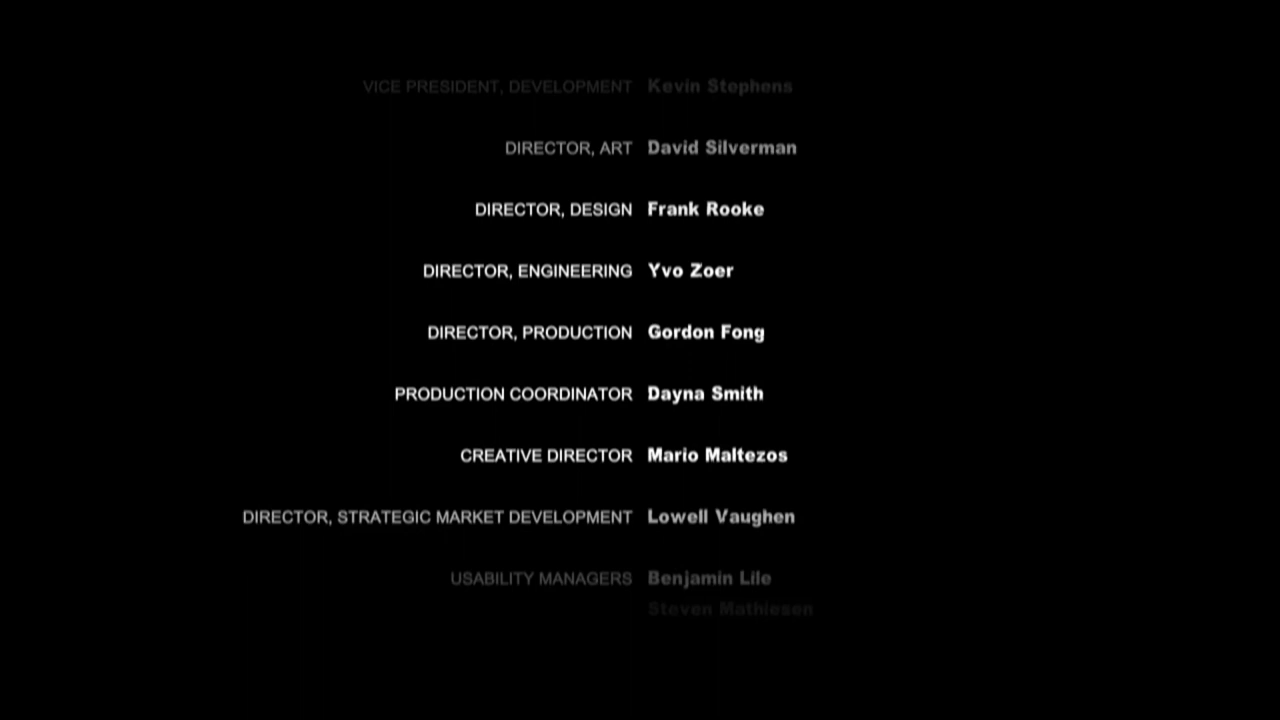 VICE PRESIDENT, DEVELOPMENT Kevin Stephens
DIRECTOR, ART David Silverman
DIRECTOR, DESIGN Frank Rooke
DIRECTOR, ENGINEERING Yvo Zoer
DIRECTOR, PRODUCTION Gordon Fong
PRODUCTION COORDINATOR Dayna Smith
CREATIVE DIRECTOR Mario Maltezos
DIRECTOR, STRATEGIC MARKET DEVELOPMENT Lowell Vaughen
USABILITY MANAGERS Benjamin Lile
Steven Mathiesen